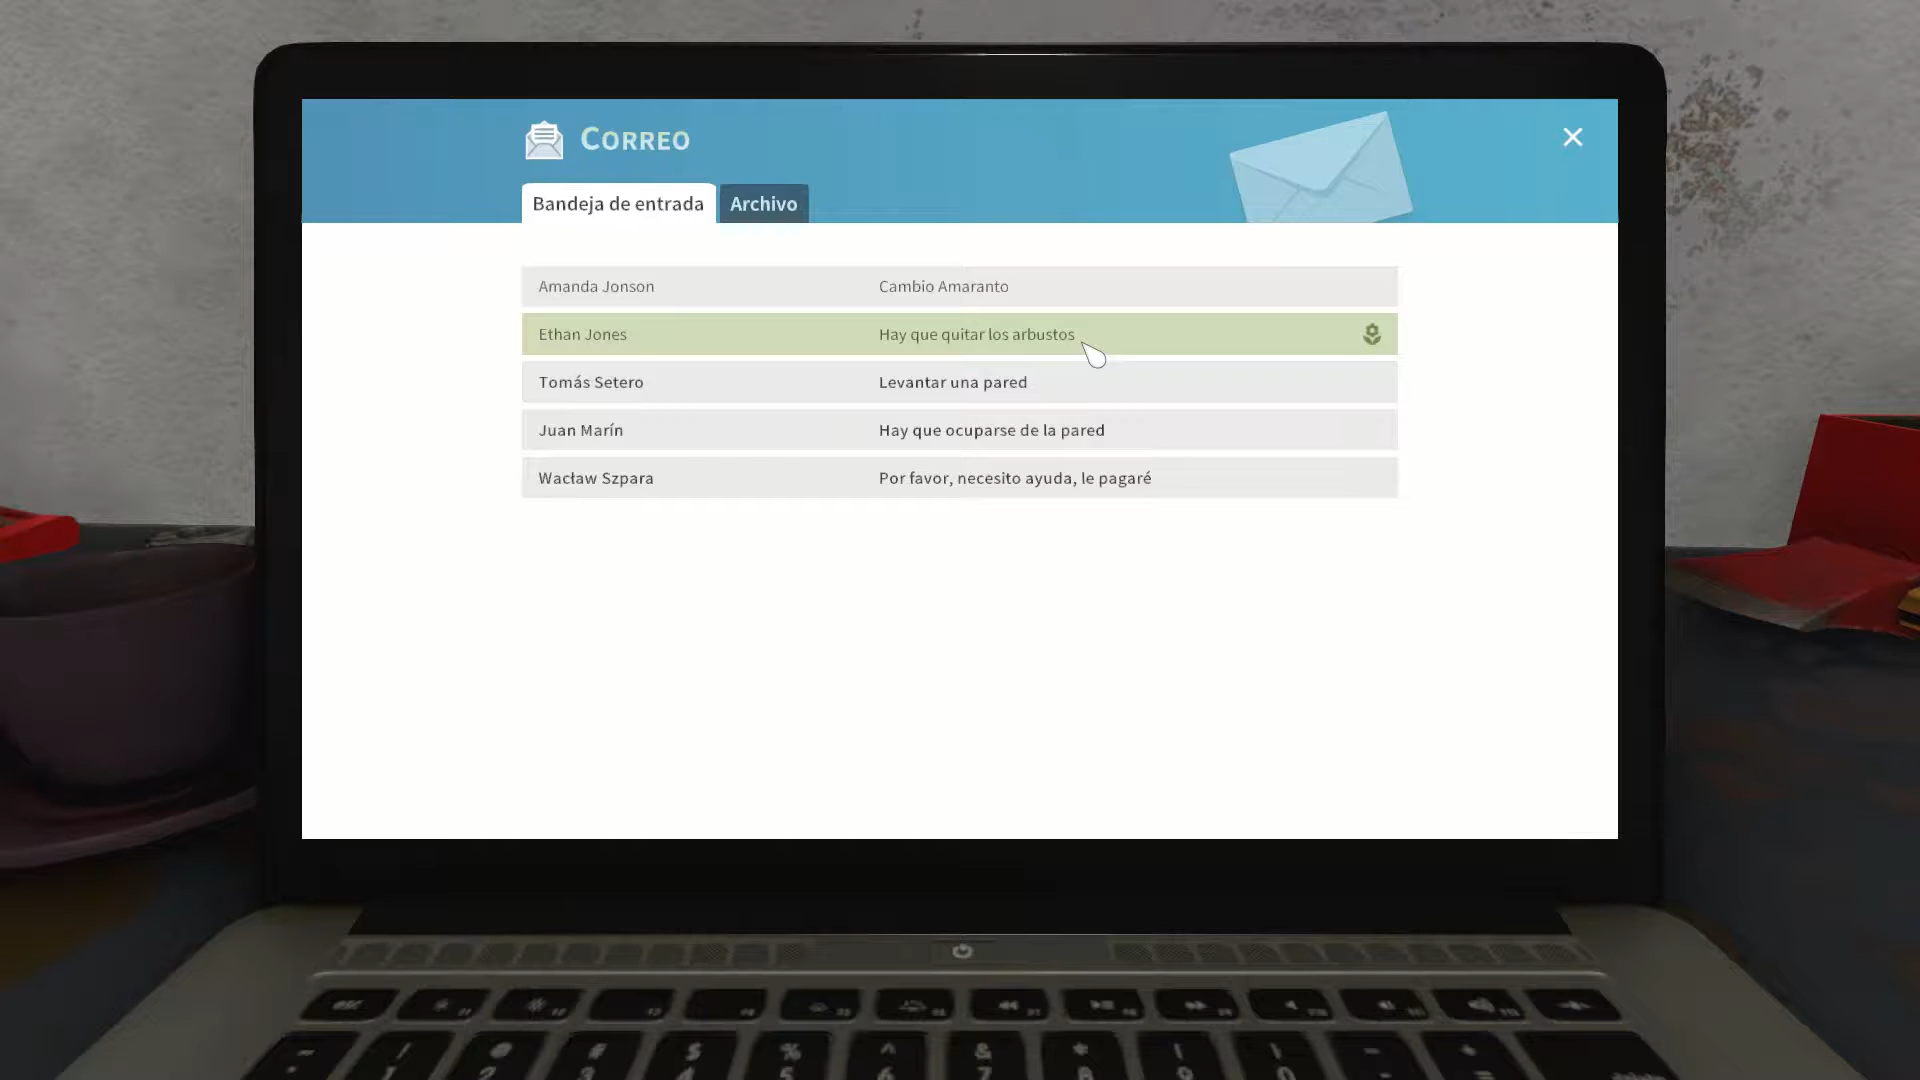 CORREO
Bandeja de entrada
Archivo
Amanda Jonson
Cambio Amaranto
Ethan Jones
Hay que quitar los arbustos
Tomás Setero
Levantar una pared
Juan Marín
Hay que ocuparse de la pared
Wacław Szpara
Por favor, necesito ayuda, le pagaré
esc